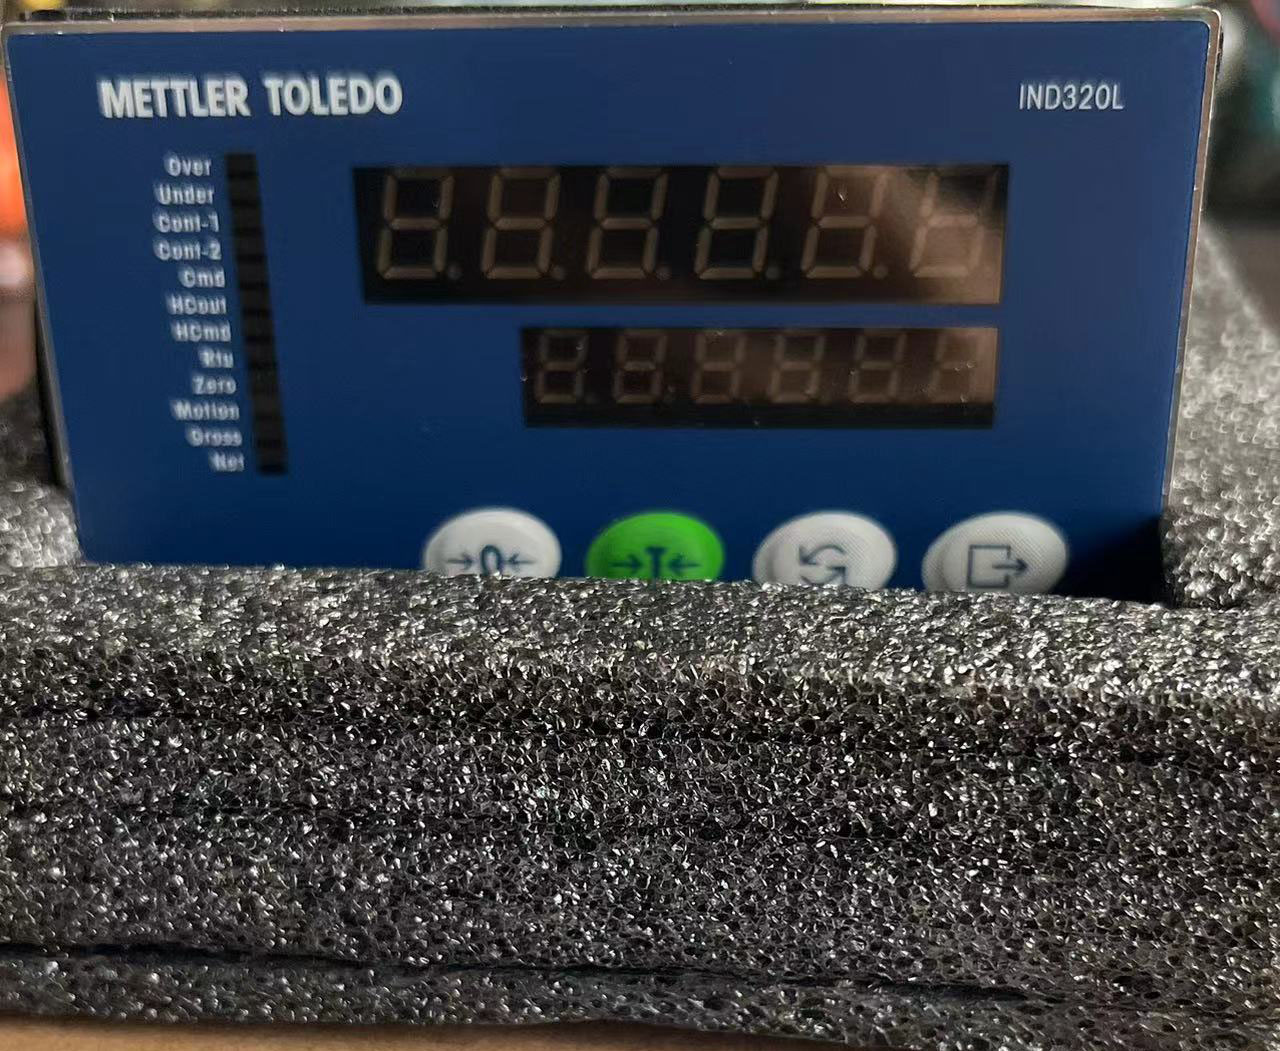 METTLER TOLEDO
IND320L
Over
Under
Cont-1
Cont-2
Cmd
HCout
HCmd
Rtu
Zero
Motion
Gross
Net